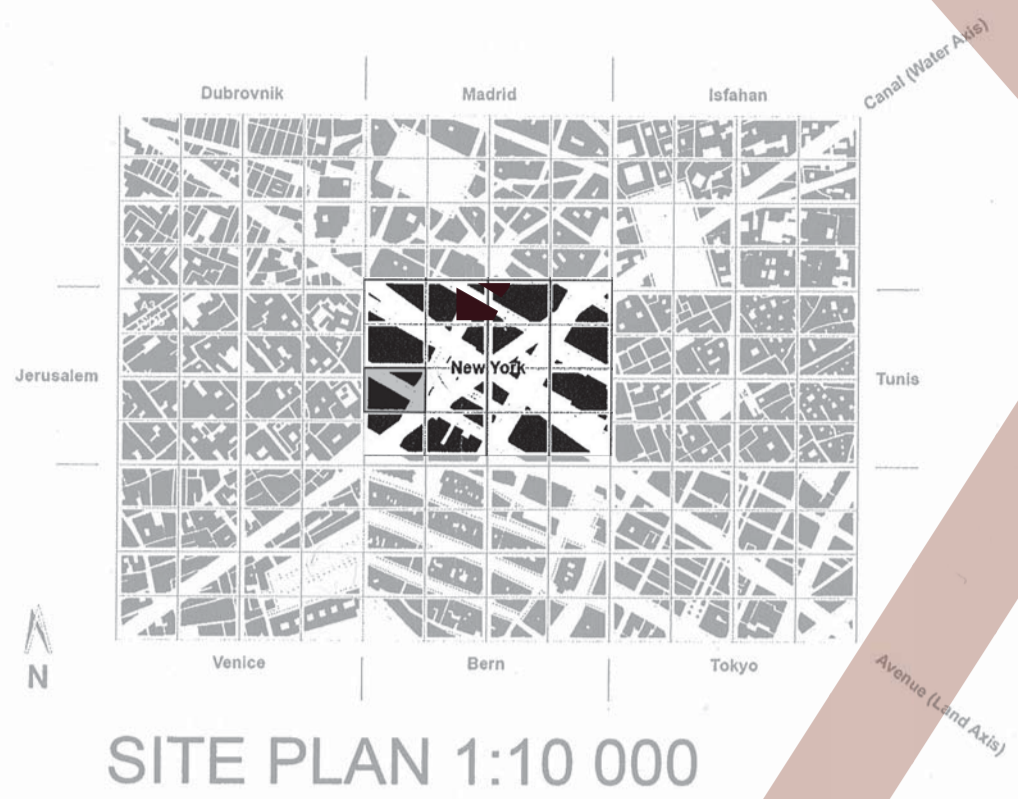 Canal (Water Axis)
Dubrovnik
Madrid
Isfahan
A3
New York
Jerusalem
Tunis
Venice
Bern
Tokyo
N
Avenue (Land Axis)
SITE PLAN 1:10 000